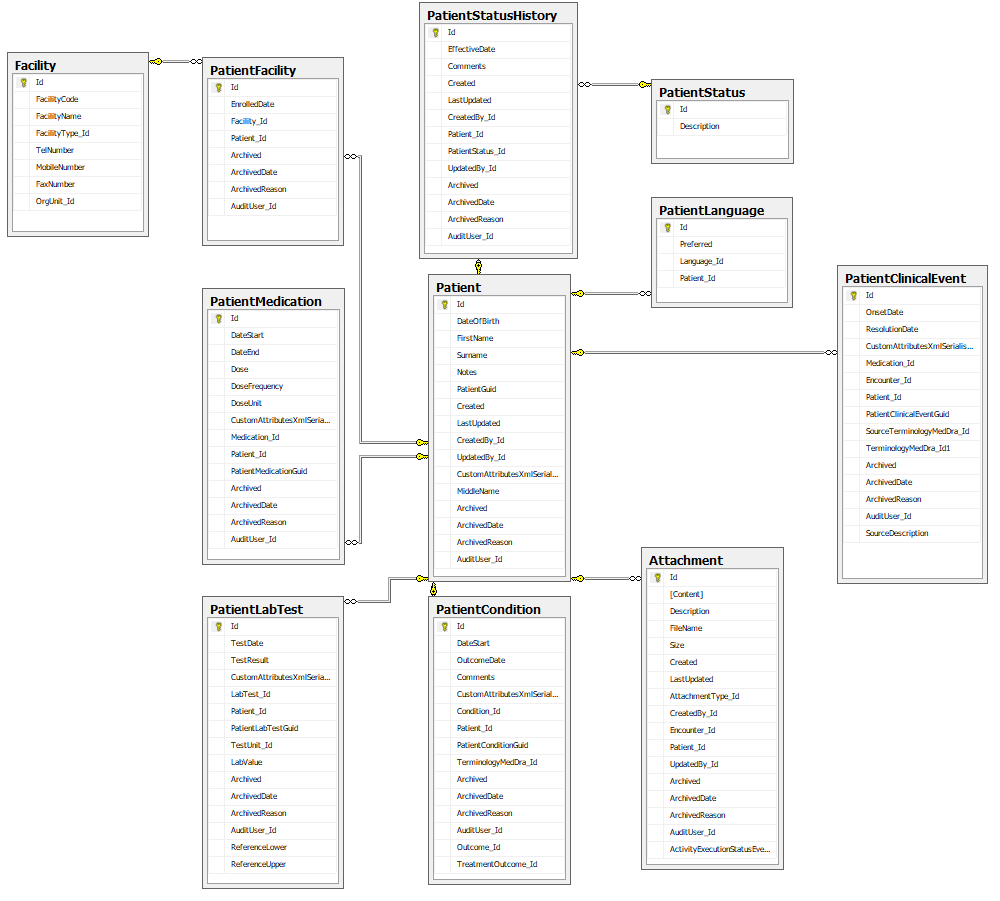 PatientStatusHistory
Id
EffectiveDate
Comments
Created
LastUpdated
CreatedBy_Id
Patient_Id
PatientStatus_Id
UpdatedBy_Id
Archived
ArchivedDate
ArchivedReason
AuditUser_Id
Facility
Id
FacilityCode
FacilityName
FacilityType_Id
TelNumber
MobileNumber
FaxNumber
OrgUnit_Id
PatientFacility
Id
EnrolledDate
Facility_Id
Patient_Id
Archived
ArchivedDate
ArchivedReason
AuditUser_Id
PatientStatus
Id
Description
PatientLanguage
Id
Preferred
Language_Id
Patient_Id
PatientClinicalEvent
Id
OnsetDate
ResolutionDate
CustomAttributesXmlSerialis...
Medication_Id
Encounter_Id
Patient_Id
PatientClinicalEventGuid
SourceTerminologyMedDra_Id
TerminologyMedDra_Id1
Archived
ArchivedDate
ArchivedReason
AuditUser_Id
SourceDescription
Patient
Id
DateOfBirth
FirstName
Surname
Notes
PatientGuid
Created
LastUpdated
CreatedBy_Id
UpdatedBy_Id
CustomAttributesXmlSerial...
MiddleName
Archived
ArchivedDate
ArchivedReason
AuditUser_Id
PatientMedication
Id
DateStart
DateEnd
Dose
DoseFrequency
DoseUnit
CustomAttributesXmlSeria...
Medication_Id
Patient_Id
PatientMedicationGuid
Archived
ArchivedDate
ArchivedReason
AuditUser_Id
Attachment
Id
[Content]
Description
FileName
Size
Created
LastUpdated
AttachmentType_Id
CreatedBy_Id
Encounter_Id
Patient_Id
UpdatedBy_Id
Archived
ArchivedDate
ArchivedReason
AuditUser_Id
ActivityExecutionStatusEve...
PatientLabTest
Id
TestDate
TestResult
CustomAttributesXmlSeria...
LabTest_Id
Patient_Id
PatientLabTestGuid
TestUnit_Id
LabValue
Archived
ArchivedDate
ArchivedReason
AuditUser_Id
ReferenceLower
ReferenceUpper
PatientCondition
Id
DateStart
OutcomeDate
Comments
CustomAttributesXmlSerial...
Condition_Id
Patient_Id
PatientConditionGuid
TerminologyMedDra_Id
Archived
ArchivedDate
ArchivedReason
AuditUser_Id
Outcome_Id
TreatmentOutcome_Id